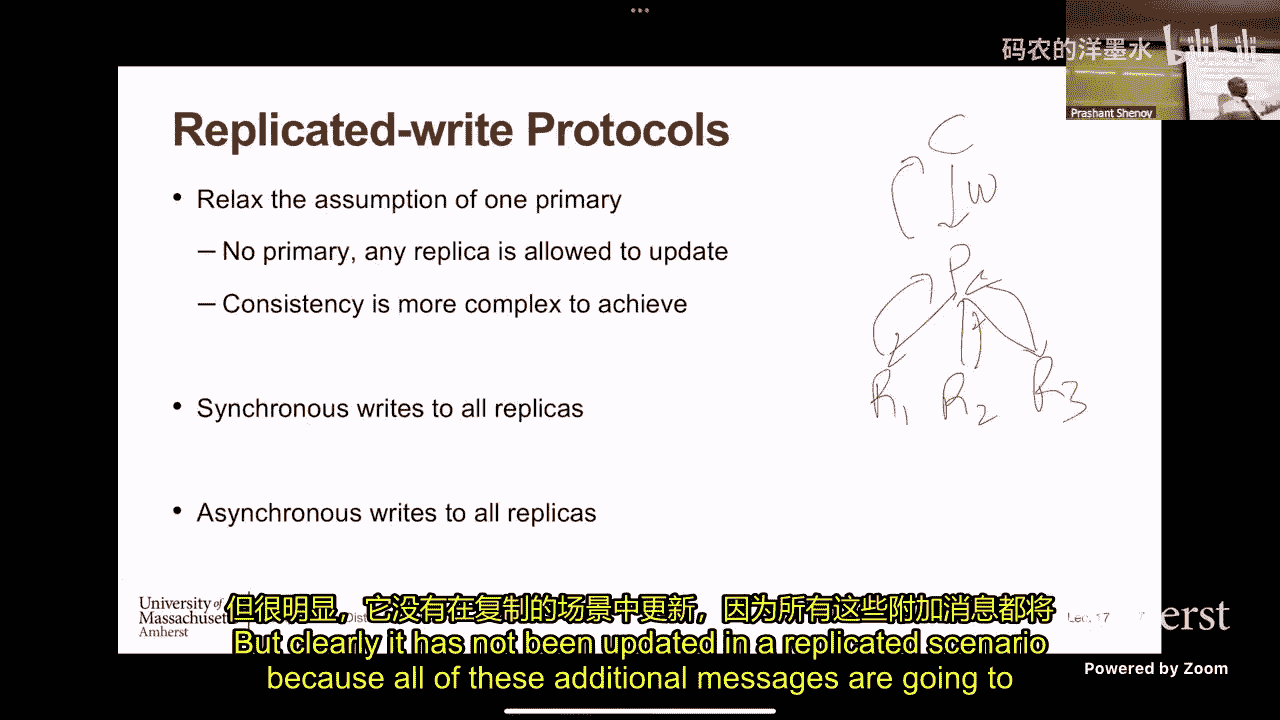 码农的洋墨水 bilibili
Prashant Shenoy
Replicated-write Protocols
• Relax the assumption of one primary
– No primary, any replica is allowed to update
– Consistency is more complex to achieve
• Synchronous writes to all replicas
• Asynchronous writes to all replicas
C
W
P
R1 R2 R3
University of
Massachuse
Amherst
Lec. 17
erst
但很明显，它没有在复制的场景中更新，因为所有这些附加消息都将
But clearly it has not been updated in a replicated scenario
because all of these additional messages are going to
Powered by Zoom